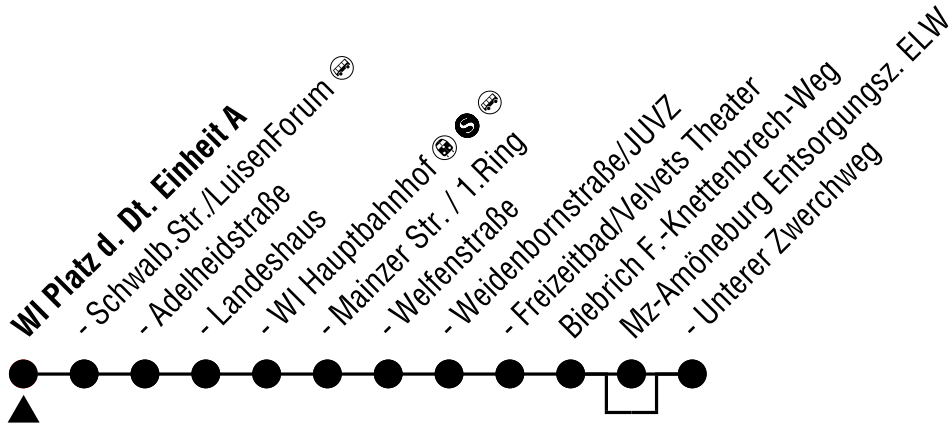 WI Platz d. Dt. Einheit A
- Schwalb.Str./LuisenForum
- Adelheidstraße
- Landeshaus
- WI Hauptbahnhof S
- Mainzer Str. / 1.Ring
- Welfenstraße
- Weidenbornstraße/JUVZ
- Freizeitbad/Velvets Theater
Biebrich F.-Knettenbrech-Weg
Mz-Amöneburg Entsorgungsz. ELW
- Unterer Zwerchweg